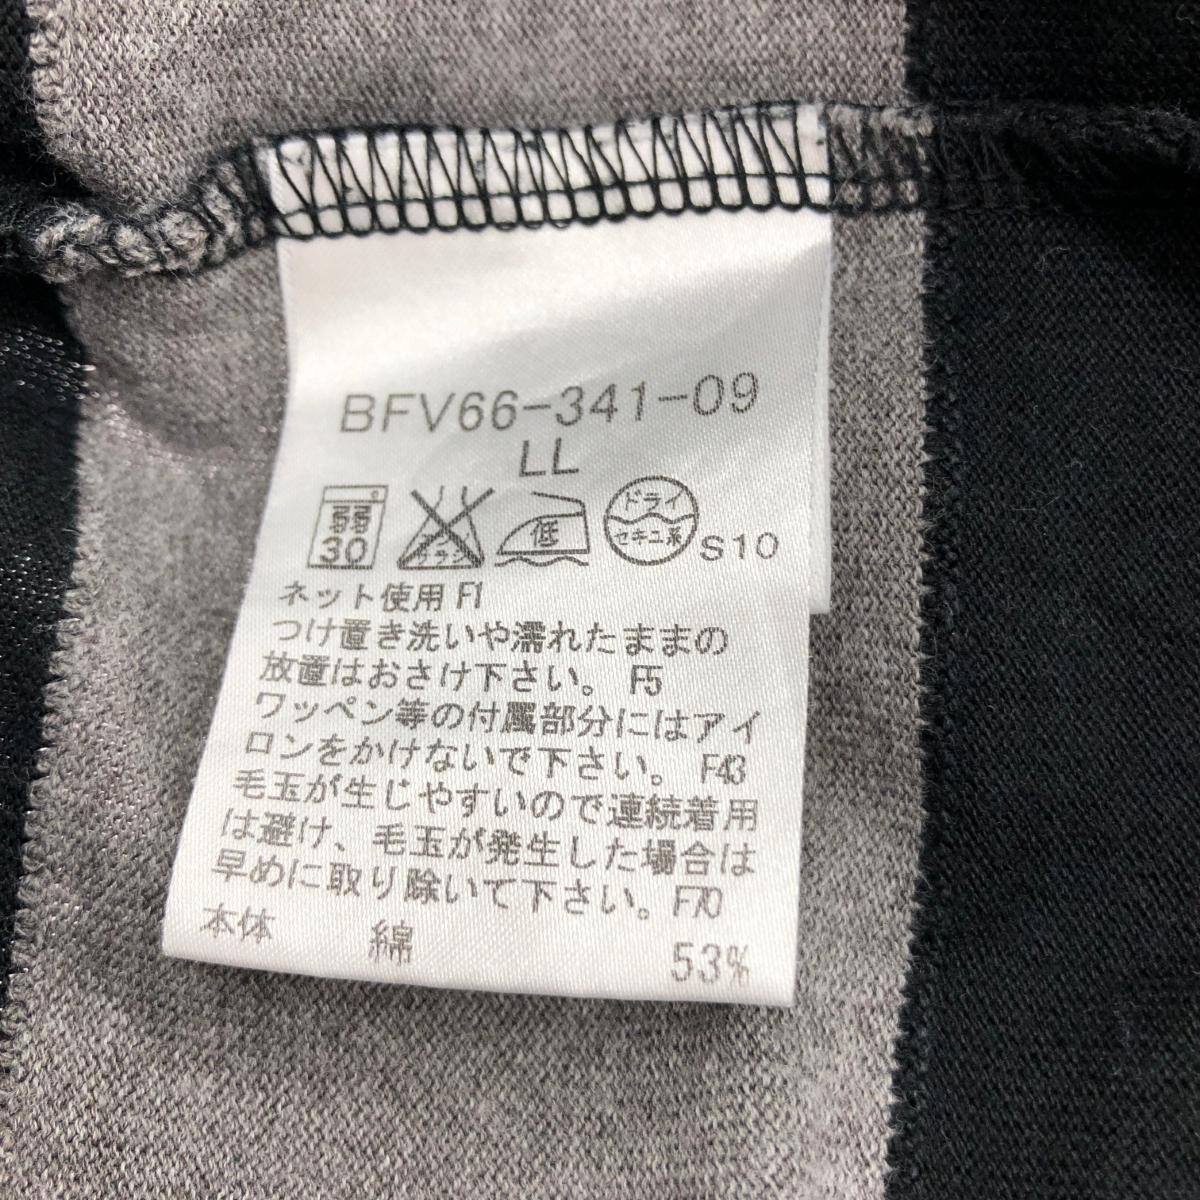 BFV66-341-09
LL
弱 30 低 ドライ セキユ系 S10
ネット使用 F1
つけ置き洗いや濡れたままの
放置はおさけ下さい。 F5
ワッペン等の付属部分にはアイ
ロンをかけないで下さい。 F43
毛玉が生じやすいので連続着用
は避け、毛玉が発生した場合は
早めに取り除いて下さい。F70
本体 綿 53%